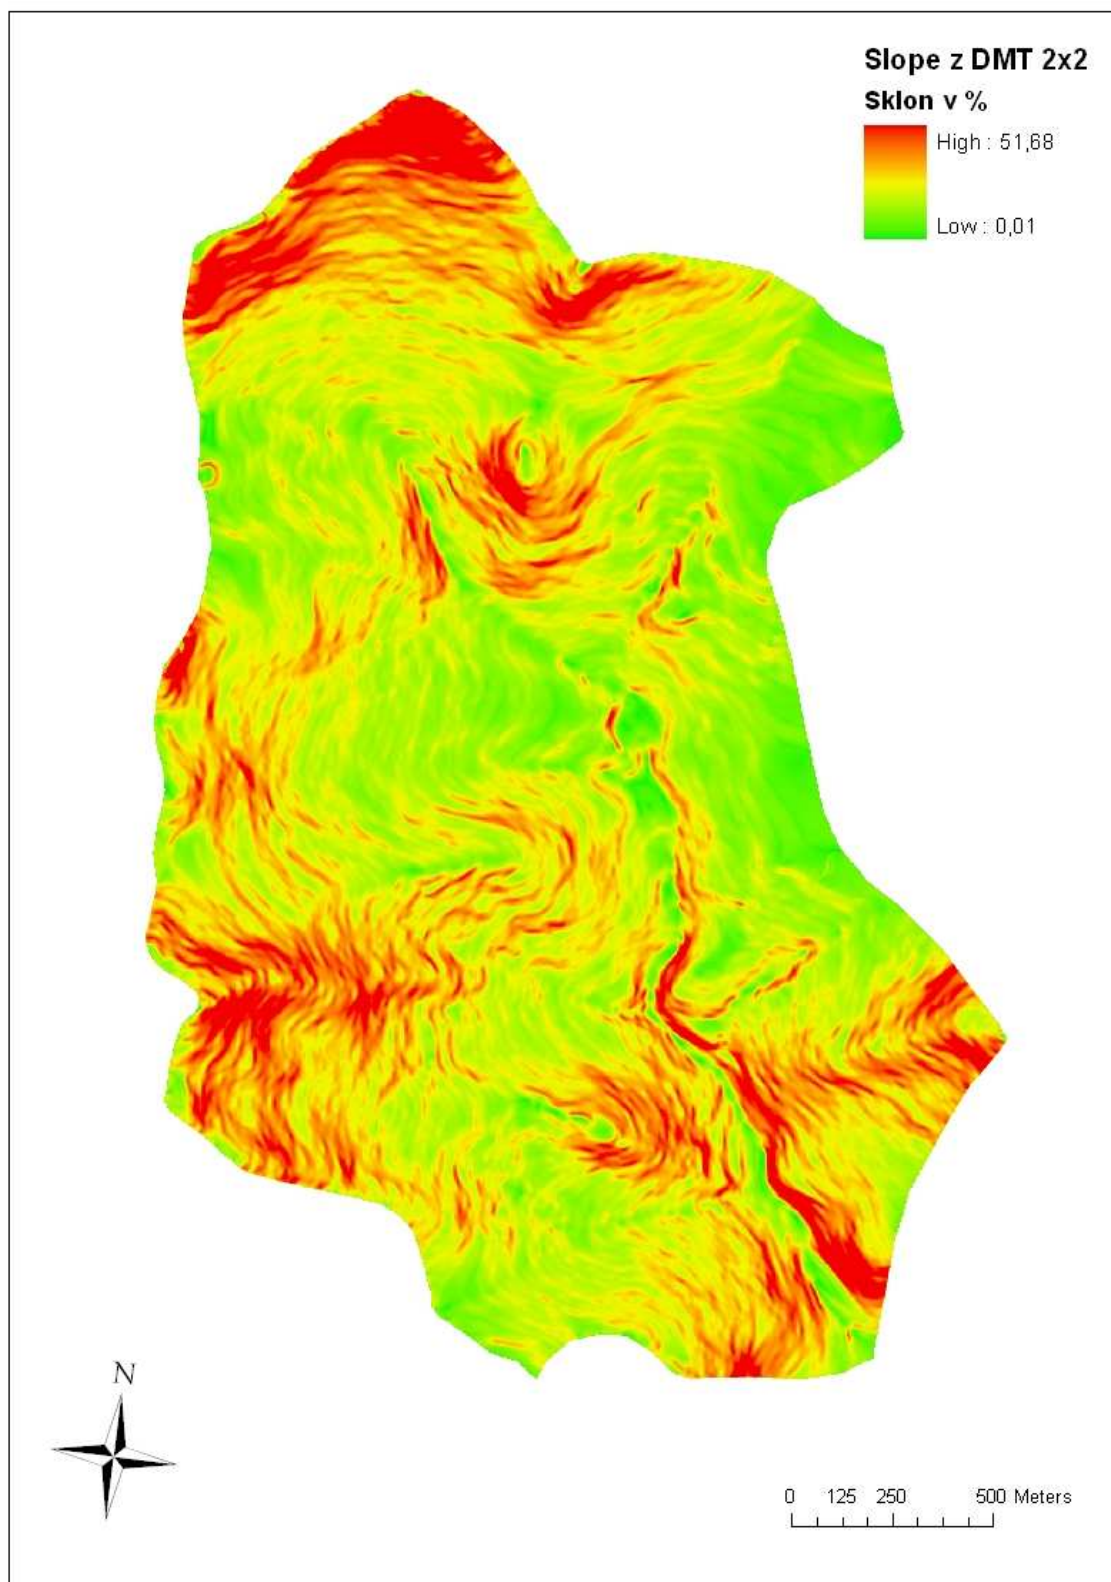 Slope z DMT 2x2
Sklon v %
High : 51,68
Low : 0,01
N
0 125 250 500 Meters